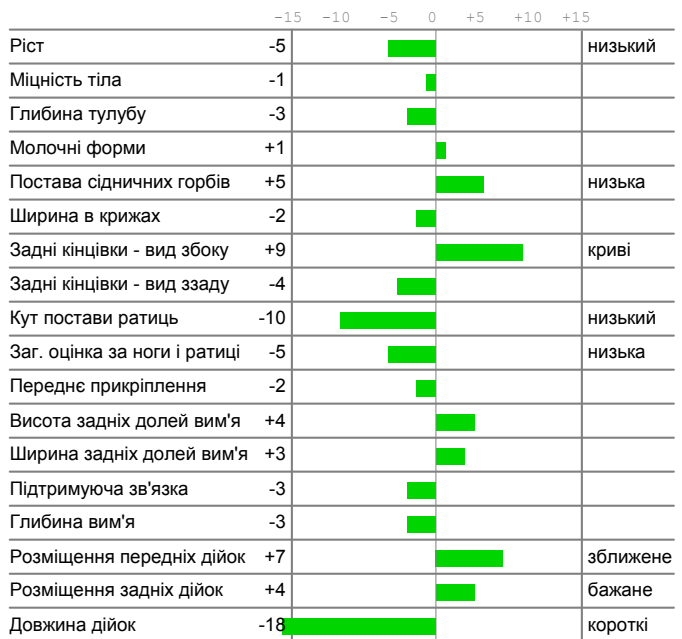 -15 -10 -5 0 +5 +10 +15
Ріст -5 низький
Міцність тіла -1
Глибина тулубу -3
Молочні форми +1
Постава сідничних горбів +5 низька
Ширина в крижах -2
Задні кінцівки - вид збоку +9 криві
Задні кінцівки - вид ззаду -4
Кут постави ратиць -10 низький
Заг. оцінка за ноги і ратиці -5 низька
Переднє прикріплення -2
Висота задніх долей вим'я +4
Ширина задніх долей вим'я +3
Підтримуюча зв'язка -3
Глибина вим'я -3
Розміщення передніх дійок +7 зближене
Розміщення задніх дійок +4 бажане
Довжина дійок -18 короткі